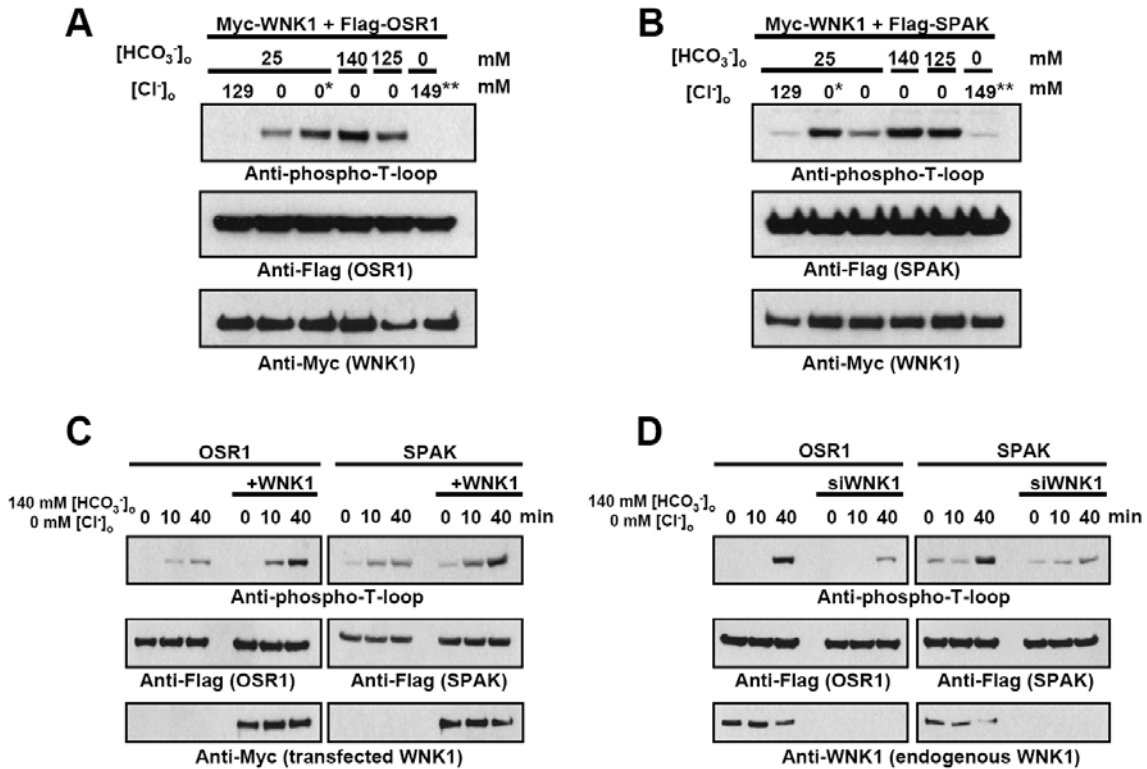 A
Myc-WNK1 + Flag-OSR1
[HCO3-]o 25 140 125 0 mM
[Cl-]o 129 0 0* 0 0 149** mM
Anti-phospho-T-loop
Anti-Flag (OSR1)
Anti-Myc (WNK1)
B
Myc-WNK1 + Flag-SPAK
[HCO3-]o 25 140 125 0 mM
[Cl-]o 129 0* 0 0 0 149** mM
Anti-phospho-T-loop
Anti-Flag (SPAK)
Anti-Myc (WNK1)
C
OSR1 SPAK
+WNK1 +WNK1
140 mM [HCO3-]o
0 mM [Cl-]o
0 10 40 0 10 40 0 10 40 0 10 40 min
Anti-phospho-T-loop
Anti-Flag (OSR1) Anti-Flag (SPAK)
Anti-Myc (transfected WNK1)
D
OSR1 SPAK
siWNK1 siWNK1
140 mM [HCO3-]o
0 mM [Cl-]o
0 10 40 0 10 40 0 10 40 0 10 40 min
Anti-phospho-T-loop
Anti-Flag (OSR1) Anti-Flag (SPAK)
Anti-WNK1 (endogenous WNK1)